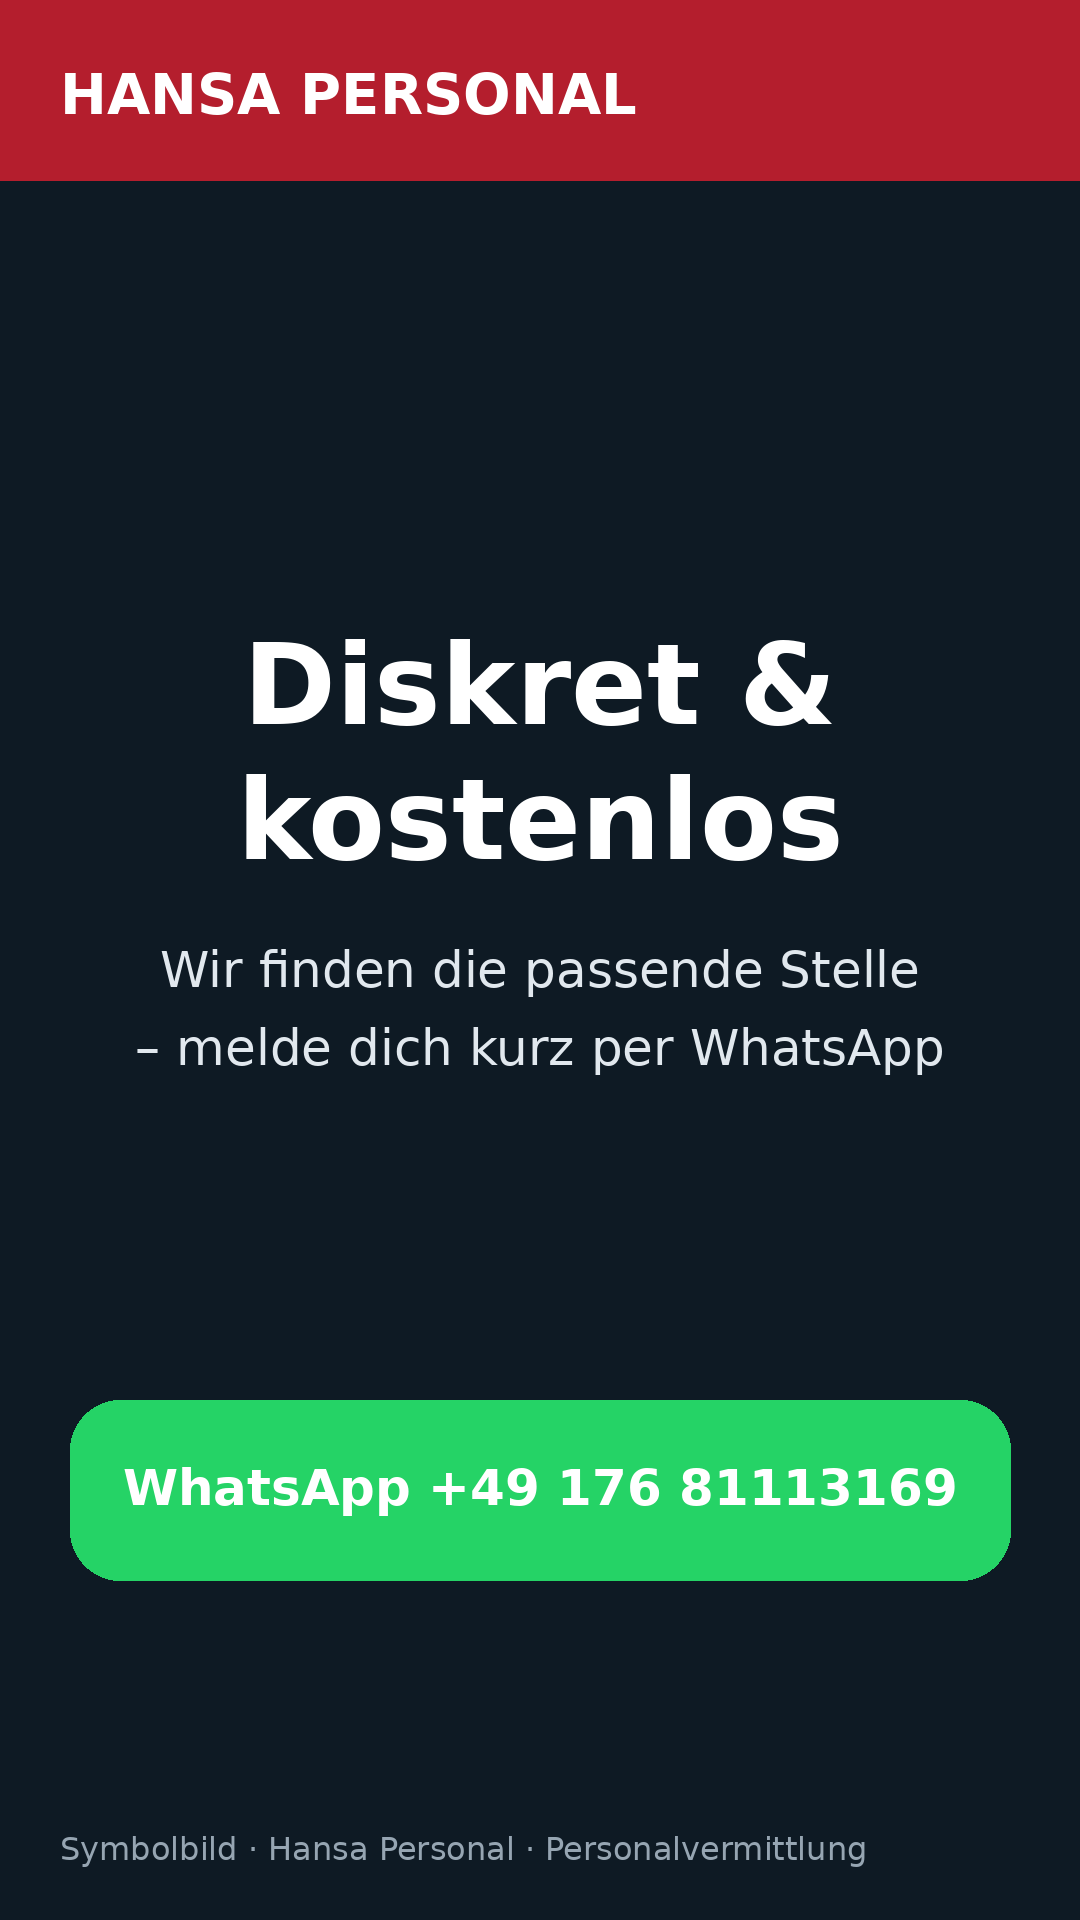 HANSA PERSONAL
Diskret &
kostenlos
Wir finden die passende Stelle
– melde dich kurz per WhatsApp
WhatsApp +49 176 81113169
Symbolbild · Hansa Personal · Personalvermittlung